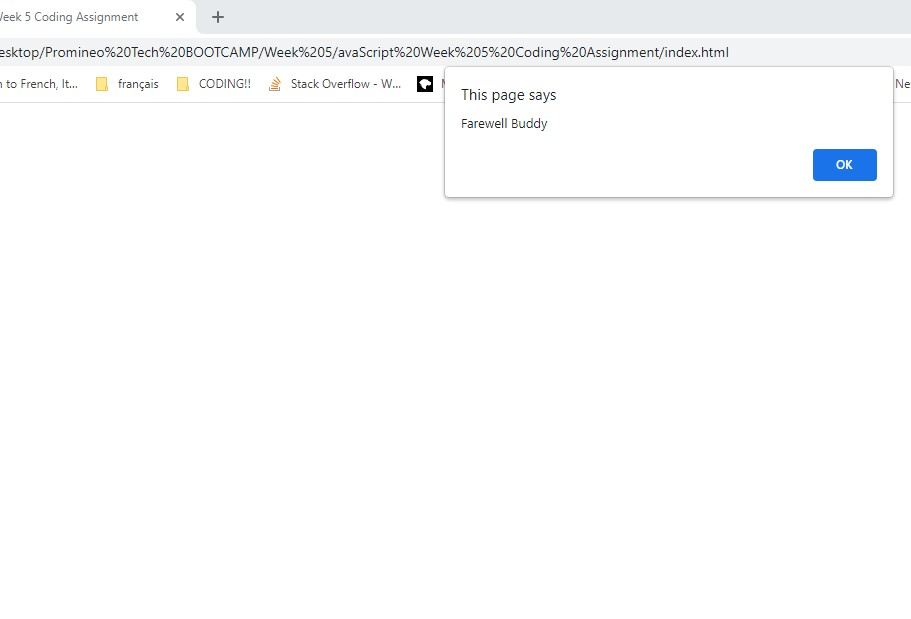 Week 5 Coding Assignment
esktop/Promineo%20Tech%20BOOTCAMP/Week%205/avaScript%20Week%205%20Coding%20Assignment/index.html
n to French, It... français CODING!! Stack Overflow - W... Ne
This page says
Farewell Buddy
OK